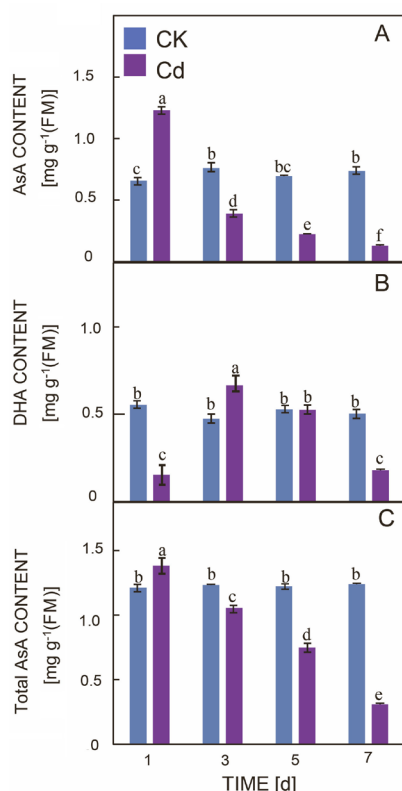 CK
Cd
A
AsA CONTENT
[mg g⁻¹(FM)]
1.5
1.0
0.5
0
c
a
b
d
bc
e
b
f
B
DHA CONTENT
[mg g⁻¹(FM)]
1.0
0.5
0
b
c
b
a
b
b
b
c
C
Total AsA CONTENT
[mg g⁻¹(FM)]
1.5
1.0
0.5
0
b
a
b
c
b
d
b
e
1 3 5 7
TIME [d]